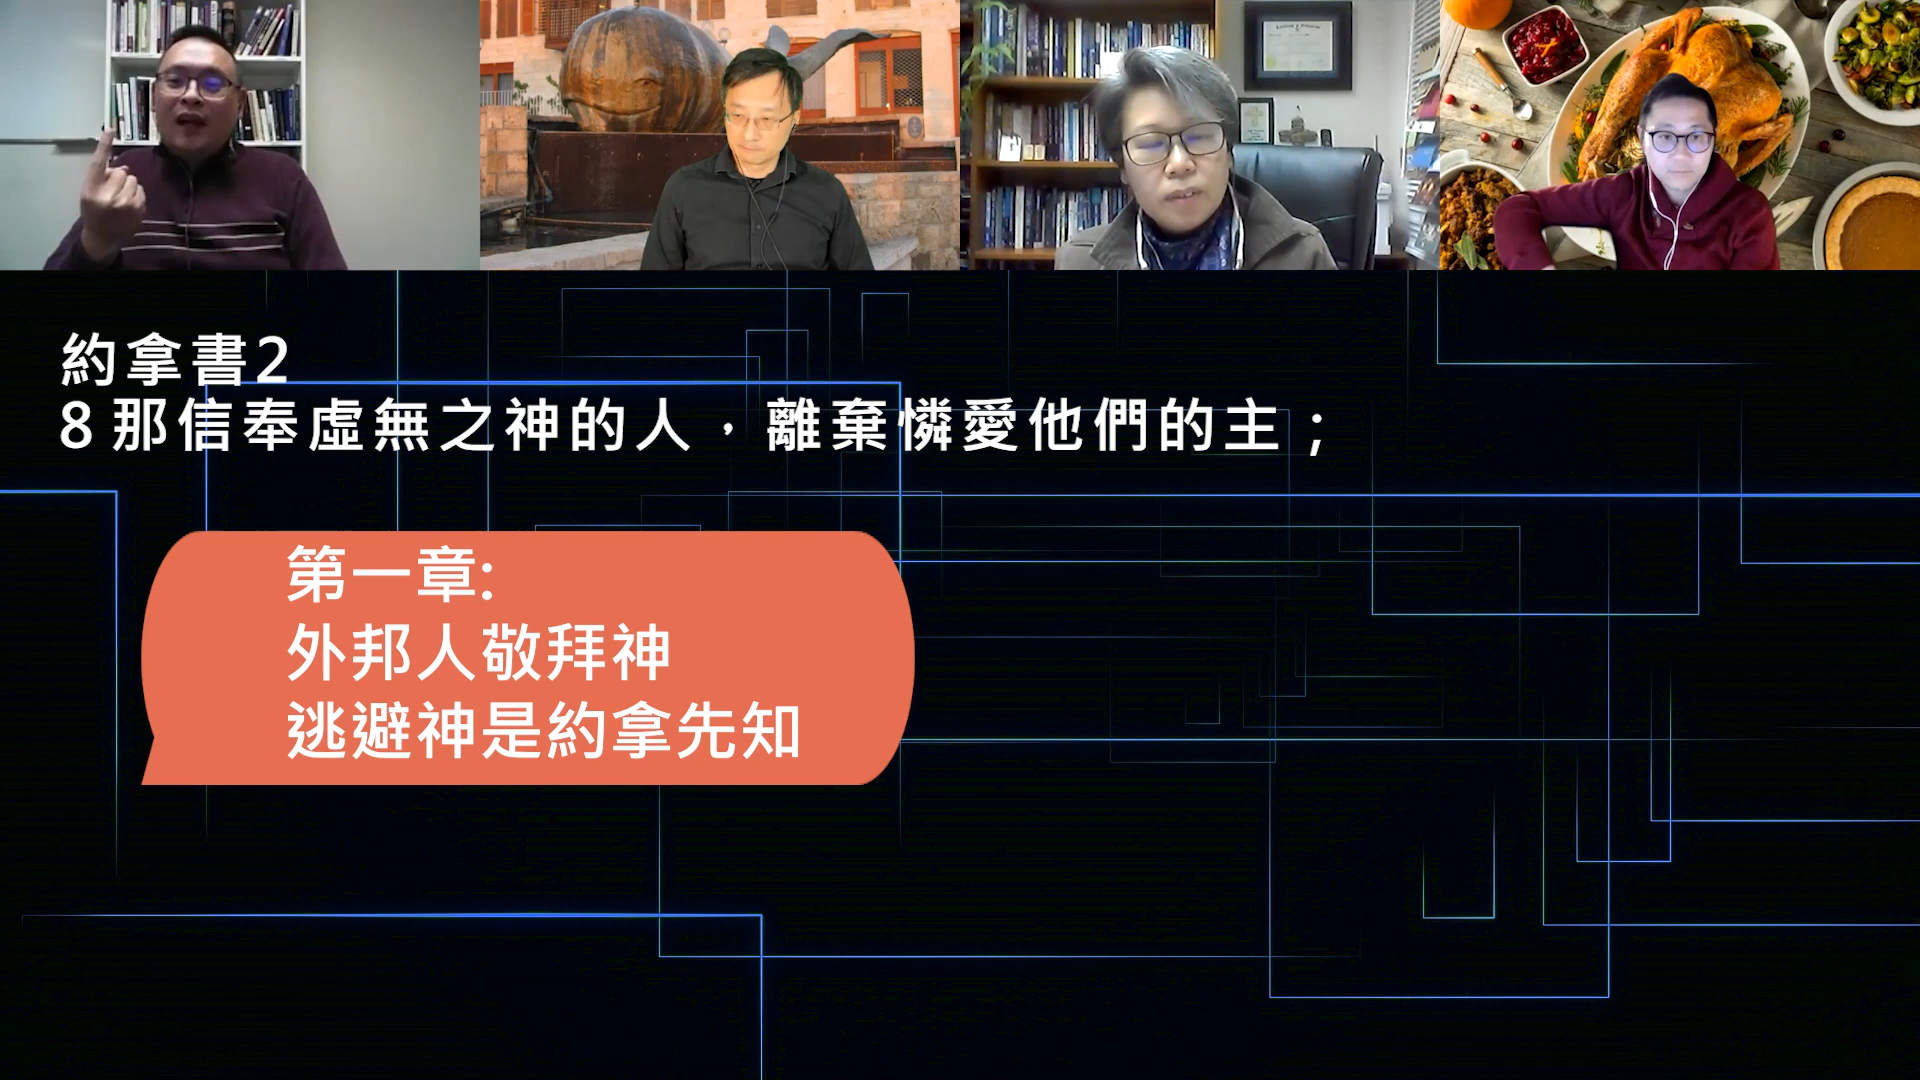 約拿書2
8 那信奉虛無之神的人，離棄憐愛他們的主；
第一章:
外邦人敬拜神
逃避神是約拿先知